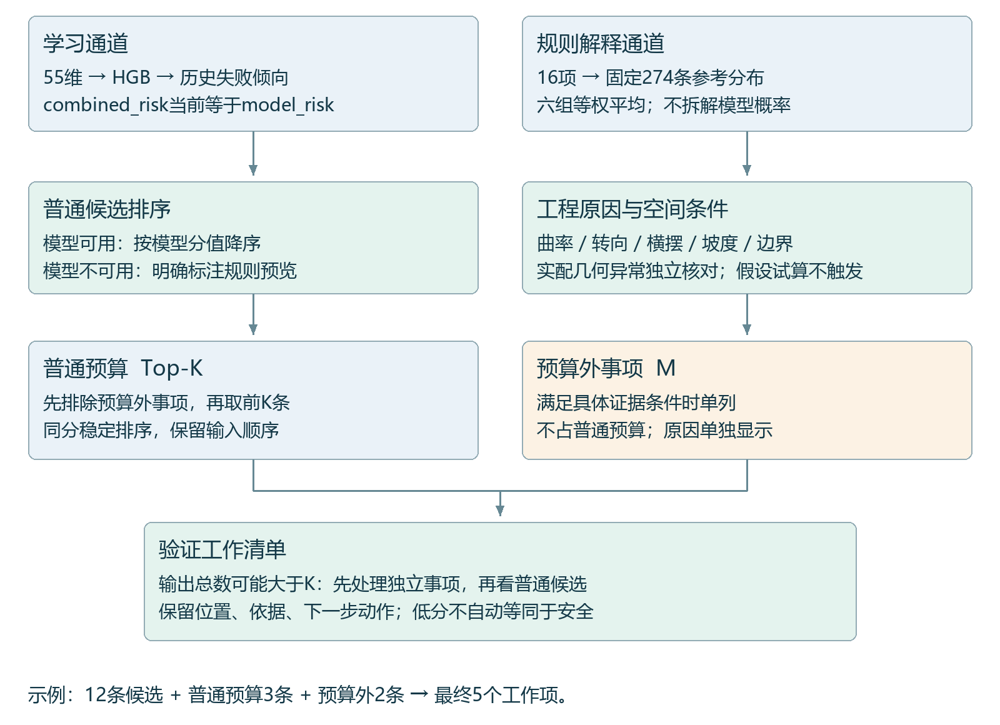 学习通道
55维 → HGB → 历史失败倾向
combined_risk当前等于model_risk
规则解释通道
16项 → 固定274条参考分布
六组等权平均；不拆解模型概率
普通候选排序
模型可用：按模型分值降序
模型不可用：明确标注规则预览
工程原因与空间条件
曲率 / 转向 / 横摆 / 坡度 / 边界
实配几何异常独立核对；假设试算不触发
普通预算 Top-K
先排除预算外事项，再取前K条
同分稳定排序，保留输入顺序
预算外事项 M
满足具体证据条件时单列
不占普通预算；原因单独显示
验证工作清单
输出总数可能大于K：先处理独立事项，再看普通候选
保留位置、依据、下一步动作；低分不自动等同于安全
示例：12条候选 + 普通预算3条 + 预算外2条 → 最终5个工作项。